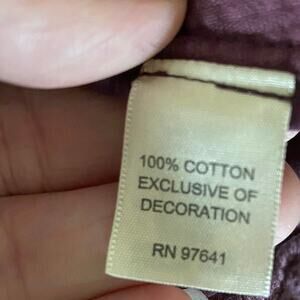 100% COTTON
EXCLUSIVE OF
DECORATION
RN 97641